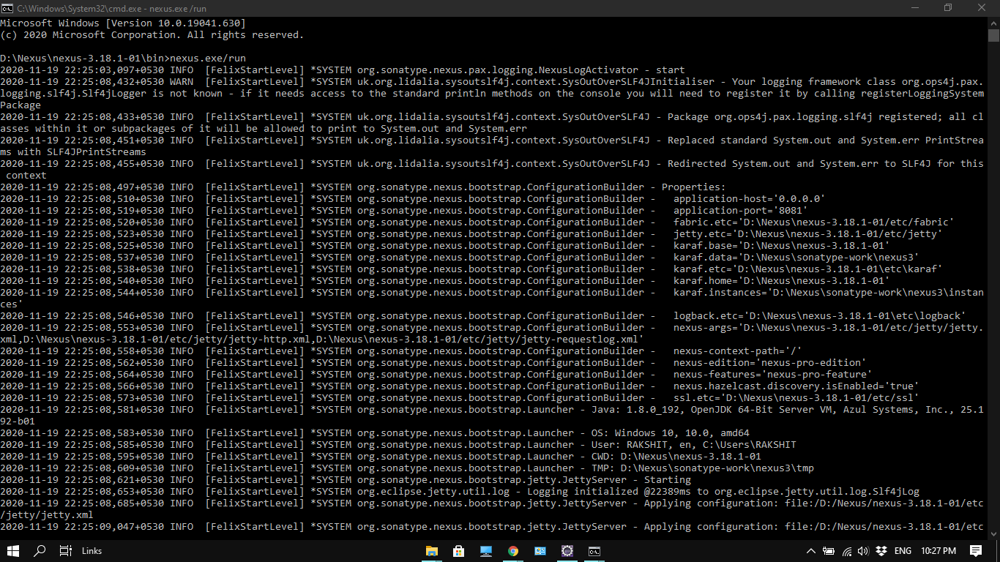 C:\Windows\System32\cmd.exe - nexus.exe /run
Microsoft Windows [Version 10.0.19041.630]
(c) 2020 Microsoft Corporation. All rights reserved.
D:\Nexus\nexus-3.18.1-01\bin>nexus.exe/run
2020-11-19 22:25:03,097+0530 INFO  [FelixStartLevel] *SYSTEM org.sonatype.nexus.pax.logging.NexusLogActivator - start
2020-11-19 22:25:08,432+0530 WARN  [FelixStartLevel] *SYSTEM uk.org.lidalia.sysoutslf4j.context.SysOutOverSLF4JInitialiser - Your logging framework class org.ops4j.pax.
logging.slf4j.Slf4jLogger is not known - if it needs access to the standard println methods on the console you will need to register it by calling registerLoggingSystem
Package
2020-11-19 22:25:08,433+0530 INFO  [FelixStartLevel] *SYSTEM uk.org.lidalia.sysoutslf4j.context.SysOutOverSLF4J - Package org.ops4j.pax.logging.slf4j registered; all cl
asses within it or subpackages of it will be allowed to print to System.out and System.err
2020-11-19 22:25:08,451+0530 INFO  [FelixStartLevel] *SYSTEM uk.org.lidalia.sysoutslf4j.context.SysOutOverSLF4J - Replaced standard System.out and System.err PrintStrea
ms with SLF4JPrintStreams
2020-11-19 22:25:08,455+0530 INFO  [FelixStartLevel] *SYSTEM uk.org.lidalia.sysoutslf4j.context.SysOutOverSLF4J - Redirected System.out and System.err to SLF4J for this
 context
2020-11-19 22:25:08,497+0530 INFO  [FelixStartLevel] *SYSTEM org.sonatype.nexus.bootstrap.ConfigurationBuilder - Properties:
2020-11-19 22:25:08,510+0530 INFO  [FelixStartLevel] *SYSTEM org.sonatype.nexus.bootstrap.ConfigurationBuilder -   application-host='0.0.0.0'
2020-11-19 22:25:08,519+0530 INFO  [FelixStartLevel] *SYSTEM org.sonatype.nexus.bootstrap.ConfigurationBuilder -   application-port='8081'
2020-11-19 22:25:08,520+0530 INFO  [FelixStartLevel] *SYSTEM org.sonatype.nexus.bootstrap.ConfigurationBuilder -   fabric.etc='D:\Nexus\nexus-3.18.1-01/etc/fabric'
2020-11-19 22:25:08,523+0530 INFO  [FelixStartLevel] *SYSTEM org.sonatype.nexus.bootstrap.ConfigurationBuilder -   jetty.etc='D:\Nexus\nexus-3.18.1-01/etc/jetty'
2020-11-19 22:25:08,525+0530 INFO  [FelixStartLevel] *SYSTEM org.sonatype.nexus.bootstrap.ConfigurationBuilder -   karaf.base='D:\Nexus\nexus-3.18.1-01'
2020-11-19 22:25:08,537+0530 INFO  [FelixStartLevel] *SYSTEM org.sonatype.nexus.bootstrap.ConfigurationBuilder -   karaf.data='D:\Nexus\sonatype-work\nexus3'
2020-11-19 22:25:08,538+0530 INFO  [FelixStartLevel] *SYSTEM org.sonatype.nexus.bootstrap.ConfigurationBuilder -   karaf.etc='D:\Nexus\nexus-3.18.1-01\etc\karaf'
2020-11-19 22:25:08,540+0530 INFO  [FelixStartLevel] *SYSTEM org.sonatype.nexus.bootstrap.ConfigurationBuilder -   karaf.home='D:\Nexus\nexus-3.18.1-01'
2020-11-19 22:25:08,544+0530 INFO  [FelixStartLevel] *SYSTEM org.sonatype.nexus.bootstrap.ConfigurationBuilder -   karaf.instances='D:\Nexus\sonatype-work\nexus3\instan
ces'
2020-11-19 22:25:08,546+0530 INFO  [FelixStartLevel] *SYSTEM org.sonatype.nexus.bootstrap.ConfigurationBuilder -   logback.etc='D:\Nexus\nexus-3.18.1-01\etc\logback'
2020-11-19 22:25:08,553+0530 INFO  [FelixStartLevel] *SYSTEM org.sonatype.nexus.bootstrap.ConfigurationBuilder -   nexus-args='D:\Nexus\nexus-3.18.1-01/etc/jetty/jetty.
xml,D:\Nexus\nexus-3.18.1-01/etc/jetty/jetty-http.xml,D:\Nexus\nexus-3.18.1-01/etc/jetty/jetty-requestlog.xml'
2020-11-19 22:25:08,558+0530 INFO  [FelixStartLevel] *SYSTEM org.sonatype.nexus.bootstrap.ConfigurationBuilder -   nexus-context-path='/'
2020-11-19 22:25:08,562+0530 INFO  [FelixStartLevel] *SYSTEM org.sonatype.nexus.bootstrap.ConfigurationBuilder -   nexus-edition='nexus-pro-edition'
2020-11-19 22:25:08,564+0530 INFO  [FelixStartLevel] *SYSTEM org.sonatype.nexus.bootstrap.ConfigurationBuilder -   nexus-features='nexus-pro-feature'
2020-11-19 22:25:08,566+0530 INFO  [FelixStartLevel] *SYSTEM org.sonatype.nexus.bootstrap.ConfigurationBuilder -   nexus.hazelcast.discovery.isEnabled='true'
2020-11-19 22:25:08,573+0530 INFO  [FelixStartLevel] *SYSTEM org.sonatype.nexus.bootstrap.ConfigurationBuilder -   ssl.etc='D:\Nexus\nexus-3.18.1-01/etc/ssl'
2020-11-19 22:25:08,581+0530 INFO  [FelixStartLevel] *SYSTEM org.sonatype.nexus.bootstrap.Launcher - Java: 1.8.0_192, OpenJDK 64-Bit Server VM, Azul Systems, Inc., 25.1
92-b01
2020-11-19 22:25:08,583+0530 INFO  [FelixStartLevel] *SYSTEM org.sonatype.nexus.bootstrap.Launcher - OS: Windows 10, 10.0, amd64
2020-11-19 22:25:08,585+0530 INFO  [FelixStartLevel] *SYSTEM org.sonatype.nexus.bootstrap.Launcher - User: RAKSHIT, en, C:\Users\RAKSHIT
2020-11-19 22:25:08,595+0530 INFO  [FelixStartLevel] *SYSTEM org.sonatype.nexus.bootstrap.Launcher - CWD: D:\Nexus\nexus-3.18.1-01
2020-11-19 22:25:08,609+0530 INFO  [FelixStartLevel] *SYSTEM org.sonatype.nexus.bootstrap.Launcher - TMP: D:\Nexus\sonatype-work\nexus3\tmp
2020-11-19 22:25:08,621+0530 INFO  [FelixStartLevel] *SYSTEM org.sonatype.nexus.bootstrap.jetty.JettyServer - Starting
2020-11-19 22:25:08,653+0530 INFO  [FelixStartLevel] *SYSTEM org.eclipse.jetty.util.log - Logging initialized @22389ms to org.eclipse.jetty.util.log.Slf4jLog
2020-11-19 22:25:08,685+0530 INFO  [FelixStartLevel] *SYSTEM org.sonatype.nexus.bootstrap.jetty.JettyServer - Applying configuration: file:/D:/Nexus/nexus-3.18.1-01/etc
/jetty/jetty.xml
2020-11-19 22:25:09,047+0530 INFO  [FelixStartLevel] *SYSTEM org.sonatype.nexus.bootstrap.jetty.JettyServer - Applying configuration: file:/D:/Nexus/nexus-3.18.1-01/etc
Links
ENG
10:27 PM